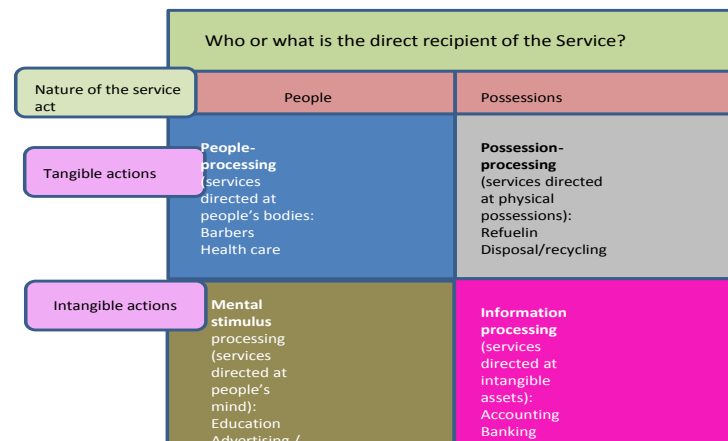 Who or what is the direct recipient of the Service?
Nature of the service
act
People
Possessions
Tangible actions
People-
processing
(services
directed at
people's bodies:
Barbers
Health care
Possession-
processing
(services directed
at physical
possessions):
Refuelin
Disposal/recycling
Intangible actions
Mental
stimulus
processing
(services
directed at
people's
mind):
Education
Advertising /
Information
processing
(services
directed at
intangible
assets):
Accounting
Banking